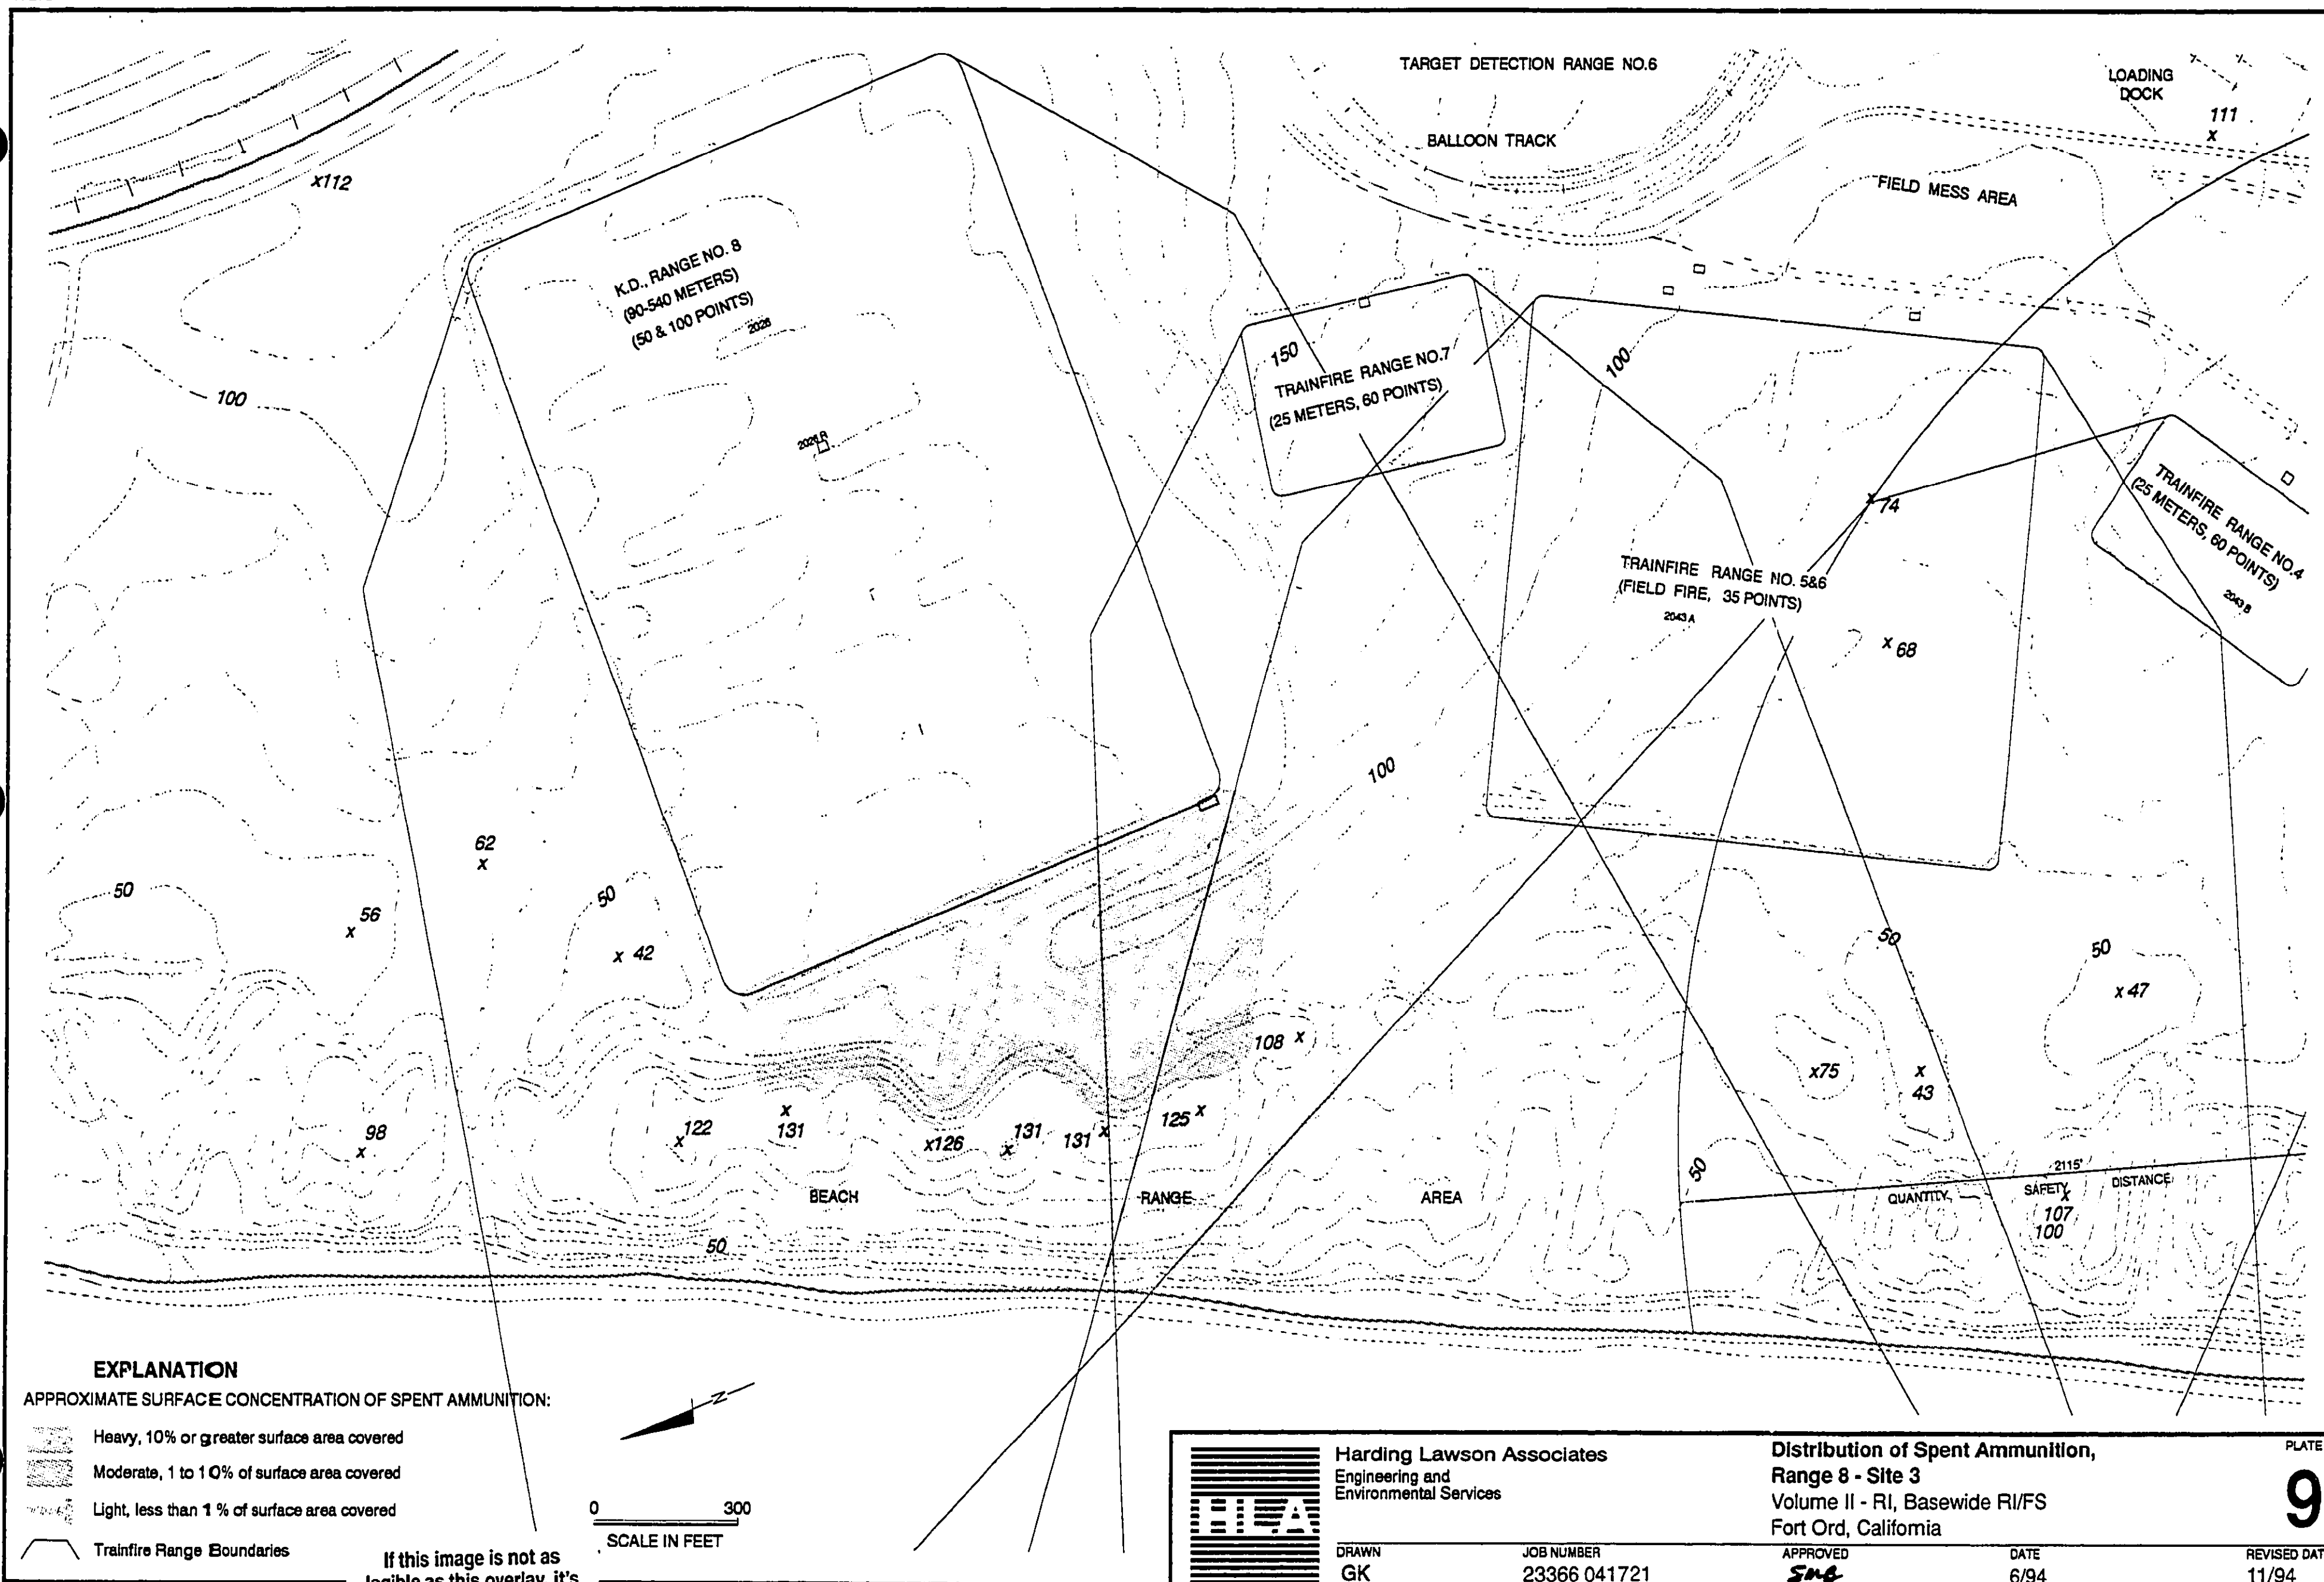 TARGET DETECTION RANGE NO.6
LOADING
DOCK
111
x
BALLOON TRACK
x112
FIELD MESS AREA
K.D., RANGE NO. 8
(90-540 METERS)
(50 & 100 POINTS)
2026
150
TRAINFIRE RANGE NO.7
(25 METERS, 60 POINTS)
100
100
2026 R
TRAINFIRE RANGE NO.4
(25 METERS, 60 POINTS)
2043 B
x 74
TRAINFIRE RANGE NO. 5&6
(FIELD FIRE, 35 POINTS)
2043 A
x 68
100
62
x
50
56
x
50
x 42
50
50
x 47
108 x
x75
x
43
98
x
122
x
x
131
x126
131
x
131 x
125 x
BEACH RANGE AREA
50
2115'
QUANTITY SAFETY DISTANCE
x
107
100
50
EXPLANATION
APPROXIMATE SURFACE CONCENTRATION OF SPENT AMMUNITION:
Heavy, 10% or greater surface area covered
Moderate, 1 to 10% of surface area covered
Light, less than 1 % of surface area covered
Trainfire Range Boundaries
N
0 300
SCALE IN FEET
If this image is not as
legible as this overlay, it's
HLA
Harding Lawson Associates
Engineering and
Environmental Services
Distribution of Spent Ammunition,
Range 8 - Site 3
Volume II - RI, Basewide RI/FS
Fort Ord, California
PLATE
9
DRAWN JOB NUMBER APPROVED DATE REVISED DAT
GK 23366 041721 6/94 11/94